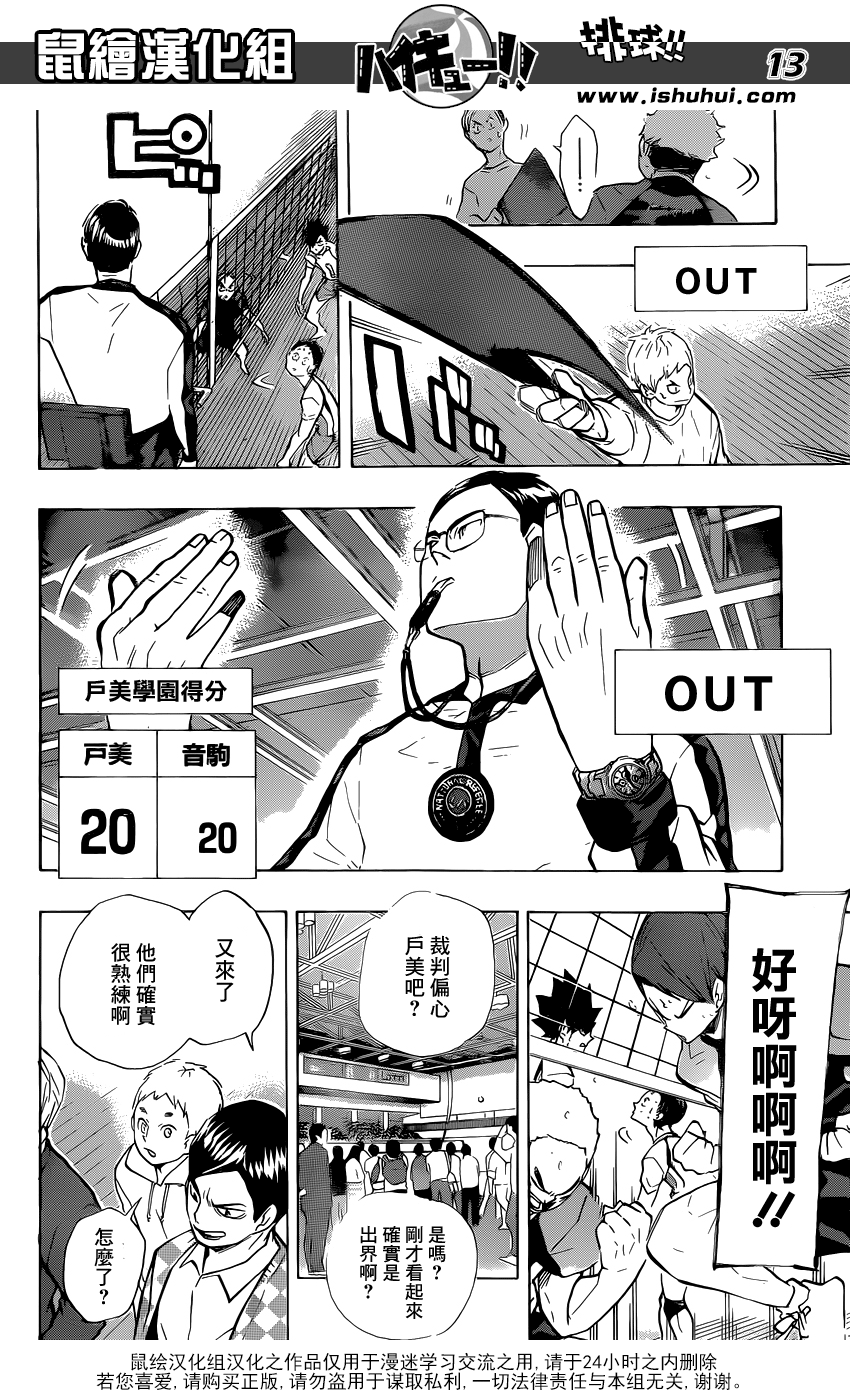 鼠繪漢化組
ハイキュー!!
排球!!
13
www.ishuhui.com
…
ピッ
OUT
OUT
NATIONAL REFEREE
戶美學園得分
戸美 音駒
20 20
好呀啊啊啊!!
裁判偏心
戶美吧?
是嗎?
剛才看起來
確實是
出界啊?
又來了
他們確實
很熟練啊
怎麼了?
鼠绘汉化组汉化之作品仅用于漫迷学习交流之用, 请于24小时之内删除
若您喜爱, 请购买正版, 请勿盗用于谋取私利, 一切法律责任与本组无关, 谢谢。